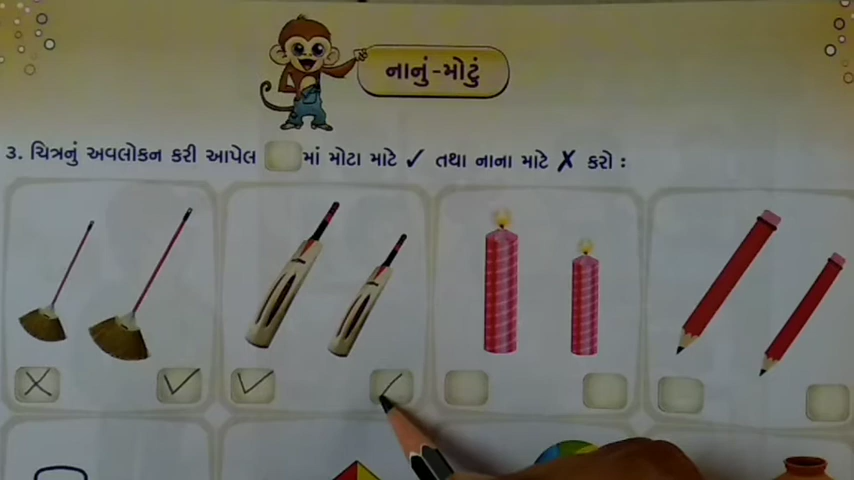 નાનું-મોટું
૩. ચિત્રનું અવલોકન કરી આપેલ માં મોટા માટે ✓ તથા નાના માટે ✗ કરો :